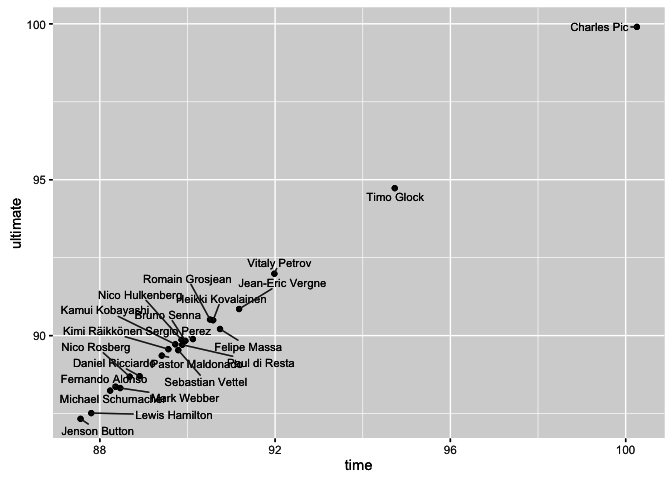 100
Charles Pic
95
Timo Glock
Vitaly Petrov
Romain Grosjean
Jean-Eric Vergne
Nico Hulkenberg
Heikki Kovalainen
Kamui Kobayashi
Bruno Senna
90
Kimi Räikkönen
Sergio Perez
Nico Rosberg
Felipe Massa
Daniel Ricciardo
Pastor Maldonado
Paul di Resta
Fernando Alonso
Sebastian Vettel
Michael Schumacher
Mark Webber
Lewis Hamilton
Jenson Button
88
92
96
100
time
ultimate